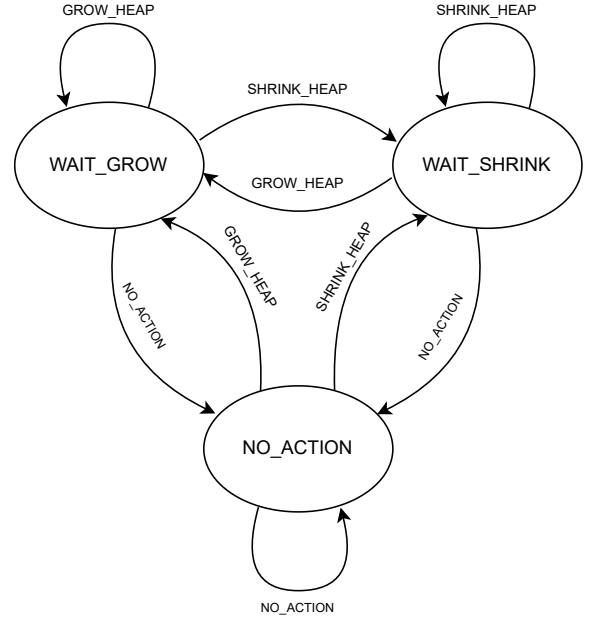 GROW_HEAP
SHRINK_HEAP
SHRINK_HEAP
WAIT_GROW
WAIT_SHRINK
GROW_HEAP
GROW_HEAP
SHRINK_HEAP
NO_ACTION
NO_ACTION
NO_ACTION
NO_ACTION